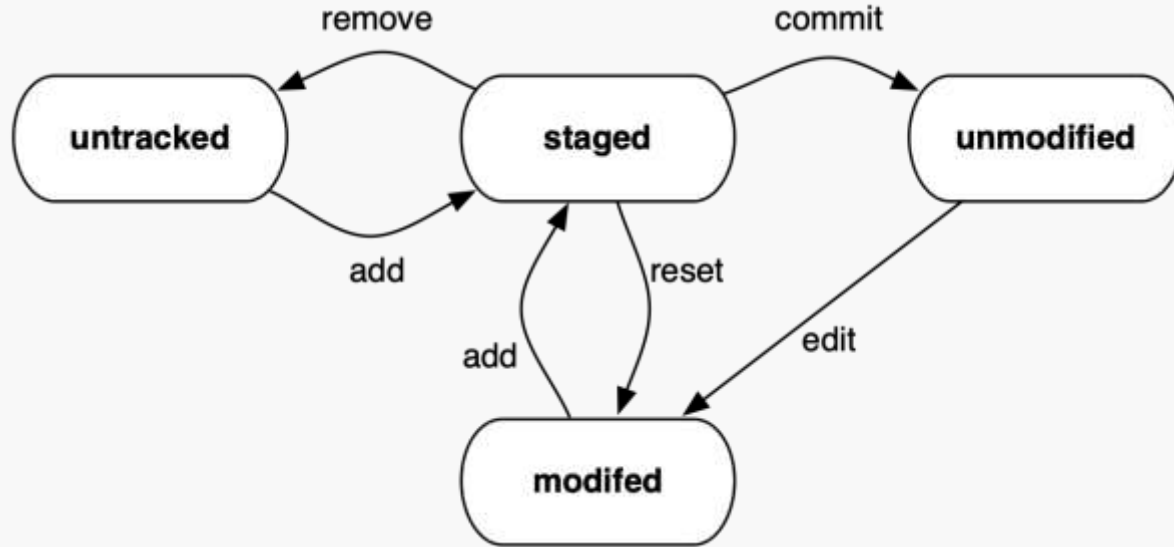 remove
commit
untracked
staged
unmodified
add
reset
add
edit
modifed